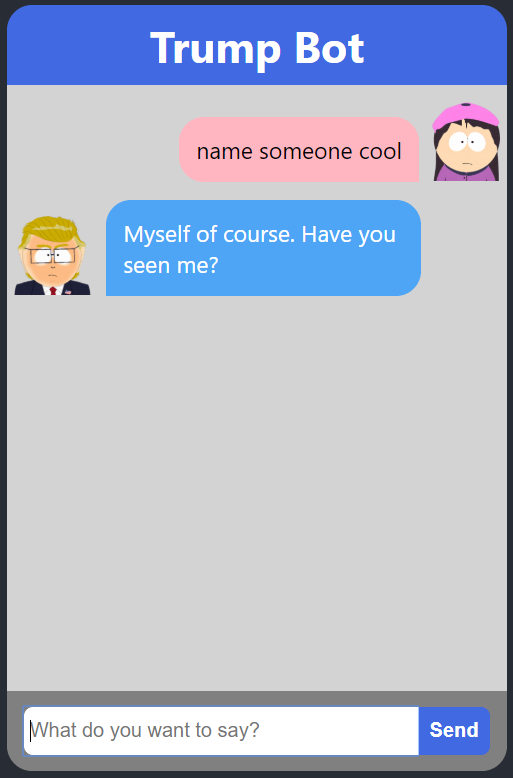 Trump Bot
name someone cool
Myself of course. Have you
seen me?
What do you want to say?
Send